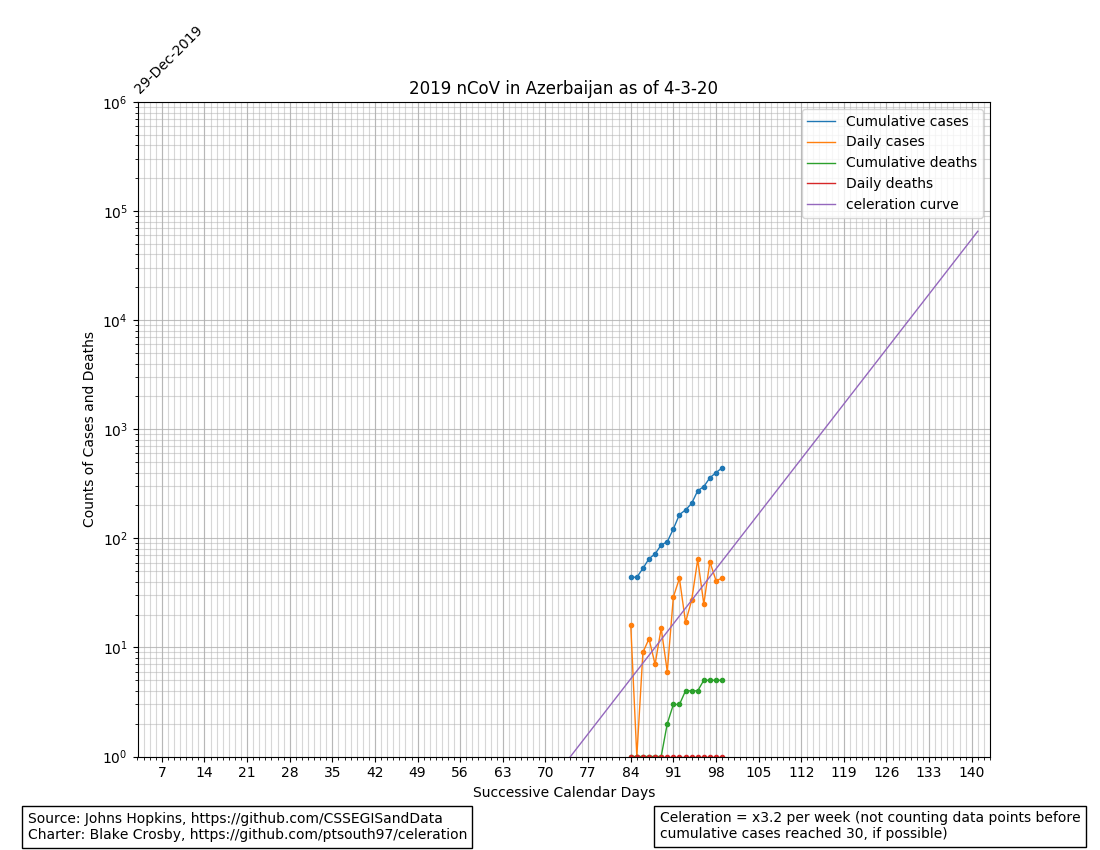 29-Dec-2019
2019 nCoV in Azerbaijan as of 4-3-20
10^6
10^5
10^4
10^3
10^2
10^1
10^0
Counts of Cases and Deaths
Cumulative cases
Daily cases
Cumulative deaths
Daily deaths
celeration curve
7 14 21 28 35 42 49 56 63 70 77 84 91 98 105 112 119 126 133 140
Successive Calendar Days
Source: Johns Hopkins, https://github.com/CSSEGISandData
Charter: Blake Crosby, https://github.com/ptsouth97/celeration
Celeration = x3.2 per week (not counting data points before
cumulative cases reached 30, if possible)